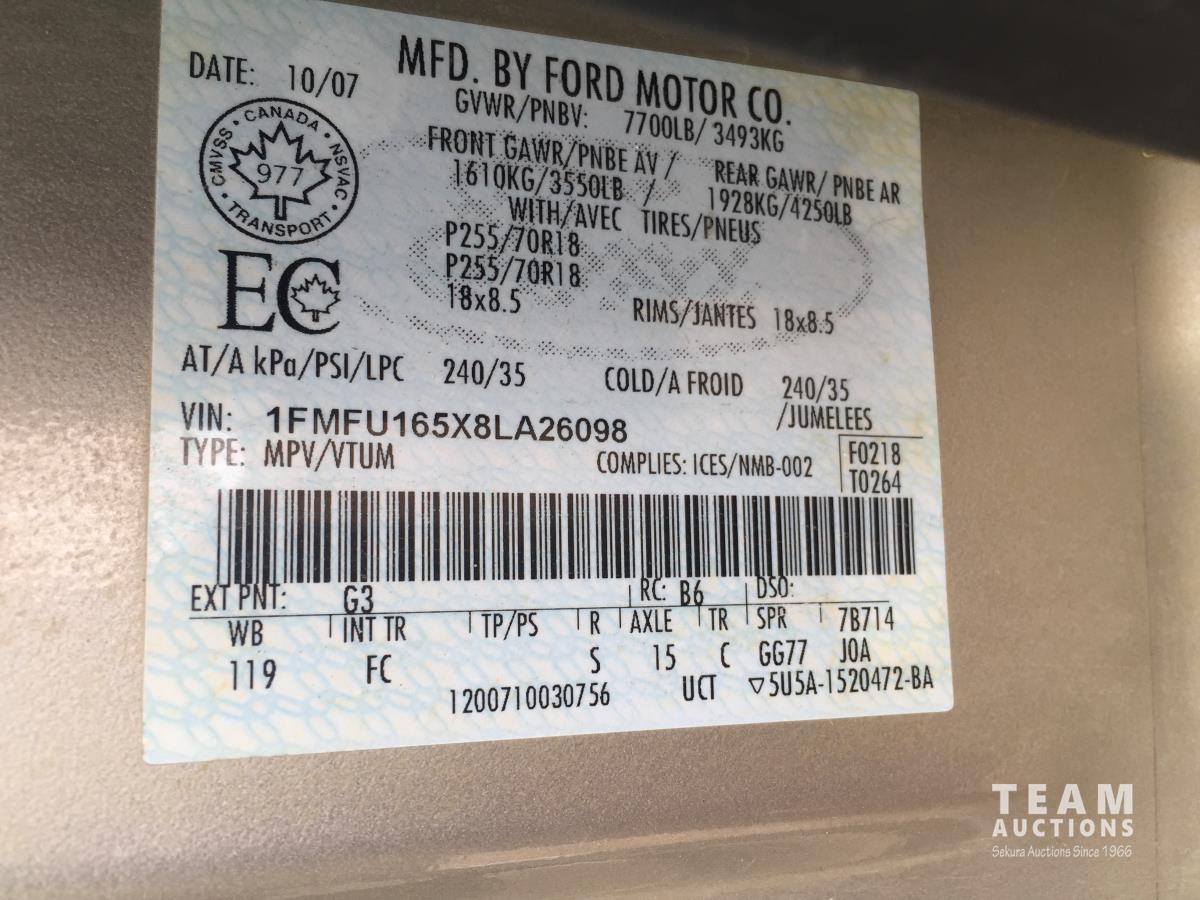 MFD. BY FORD MOTOR CO.
DATE: 10/07
GVWR/PNBV: 7700LB/ 3493KG
FRONT GAWR/PNBE AV / REAR GAWR/ PNBE AR
1610KG/3550LB / 1928KG/4250LB
WITH/AVEC TIRES/PNEUS
P255/70R18
P255/70R18
18x8.5 RIMS/JANTES 18x8.5
CANADA
CMVSS 977 NSVAC
TRANSPORT
EC
AT/A kPa/PSI/LPC 240/35 COLD/A FROID 240/35
/JUMELEES
VIN: 1FMFU165X8LA26098
TYPE: MPV/VTUM COMPLIES: ICES/NMB-002
F0218
T0264
EXT PNT: G3 RC: B6 DSO:
WB INT TR TP/PS R AXLE TR SPR 7B714
119 FC S 15 C GG77 J0A
1200710030756 UCT ▽5U5A-1520472-BA
TEAM
AUCTIONS
Sekura Auctions Since 1966